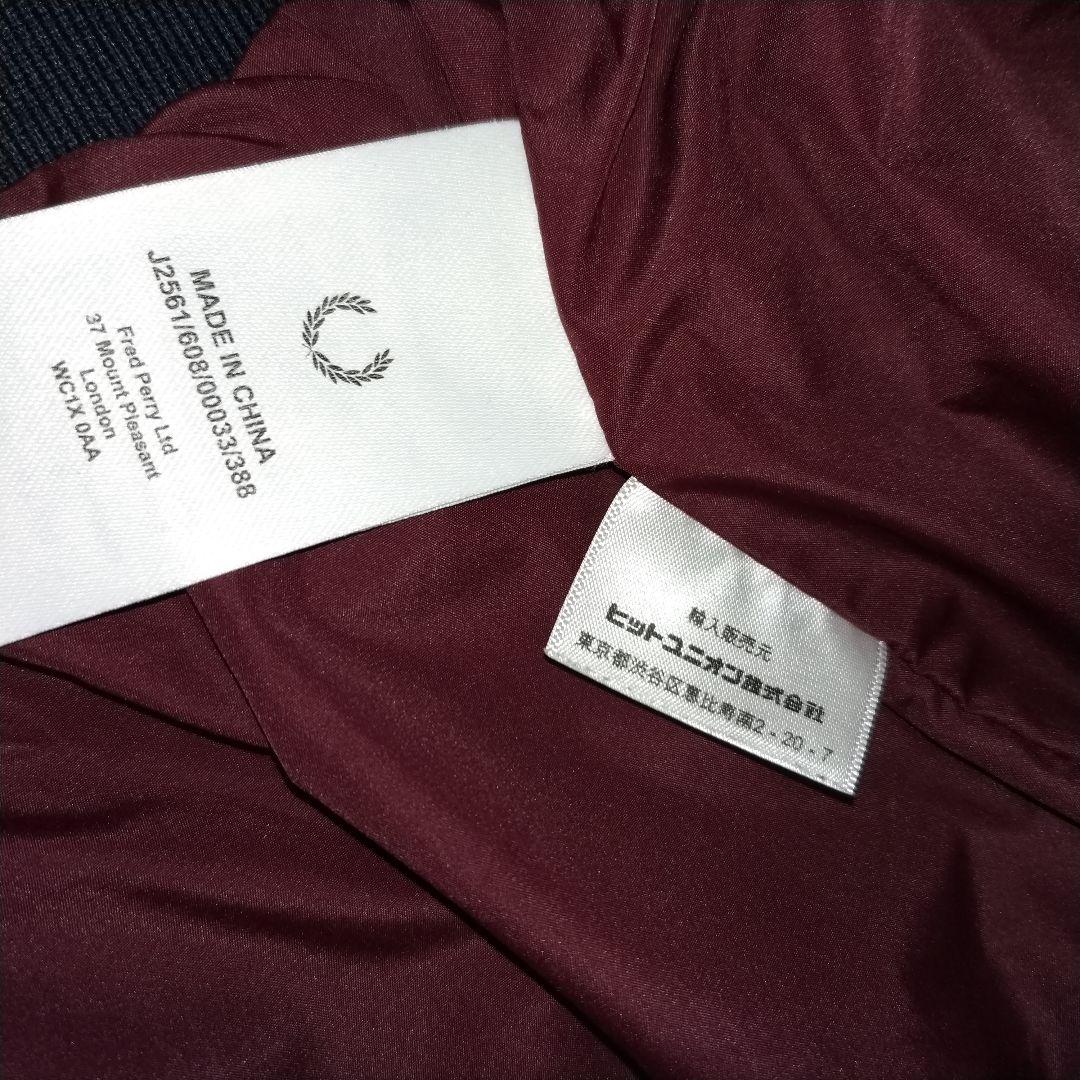 MADE IN CHINA
J2561/608/00033/388
Fred Perry Ltd
37 Mount Pleasant
London
WC1X 0AA
輸入販売元
ヒットユニオン株式会社
東京都渋谷区恵比寿南2-20-7